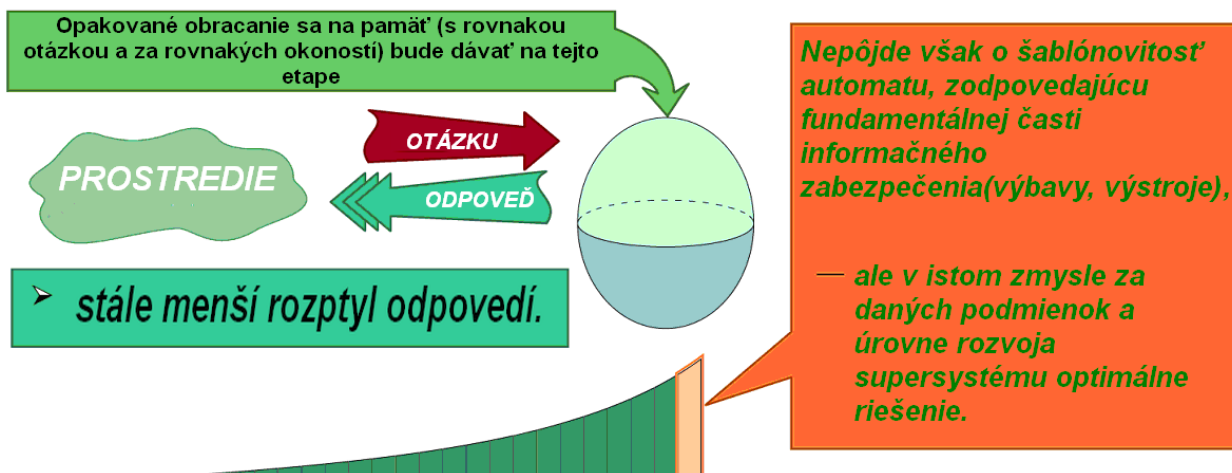 Opakované obracanie sa na pamäť (s rovnakou
otázkou a za rovnakých okoností) bude dávať na tejto
etape
PROSTREDIE
OTÁZKU
ODPOVEĎ
stále menší rozptyl odpovedí.
Nepôjde však o šablónovitosť
automatu, zodpovedajúcu
fundamentálnej časti
informačného
zabezpečenia(výbavy, výstroje),
— ale v istom zmysle za
daných podmienok a
úrovne rozvoja
supersystému optimálne
riešenie.